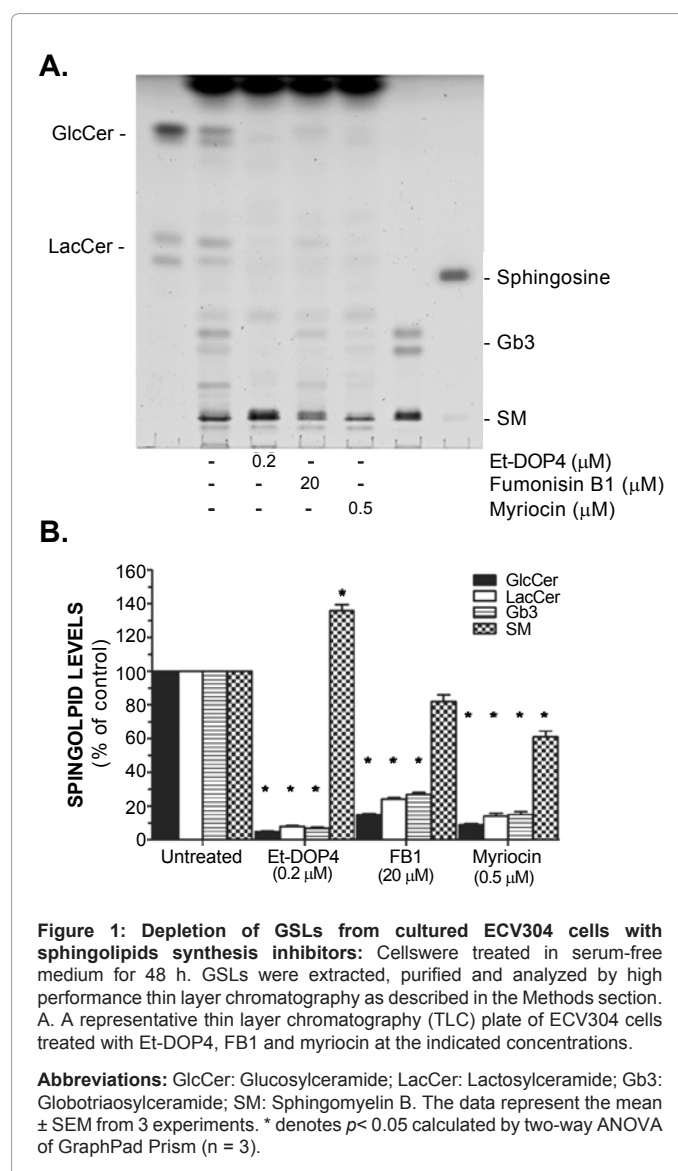 A.
GlcCer -
LacCer -
- Sphingosine
- Gb3
- SM
- 0.2 - - Et-DOP4 (μM)
- - 20 - Fumonisin B1 (μM)
- - - 0.5 Myriocin (μM)
B.
SPINGOLPID LEVELS
(% of control)
160
140
120
100
80
60
40
20
0
GlcCer
LacCer
Gb3
SM
*
* * *
* * *
* * * *
Untreated Et-DOP4 FB1 Myriocin
(0.2 μM) (20 μM) (0.5 μM)
Figure 1: Depletion of GSLs from cultured ECV304 cells with
sphingolipids synthesis inhibitors: Cellswere treated in serum-free
medium for 48 h. GSLs were extracted, purified and analyzed by high
performance thin layer chromatography as described in the Methods section.
A. A representative thin layer chromatography (TLC) plate of ECV304 cells
treated with Et-DOP4, FB1 and myriocin at the indicated concentrations.
Abbreviations: GlcCer: Glucosylceramide; LacCer: Lactosylceramide; Gb3:
Globotriaosylceramide; SM: Sphingomyelin B. The data represent the mean
± SEM from 3 experiments. * denotes p< 0.05 calculated by two-way ANOVA
of GraphPad Prism (n = 3).